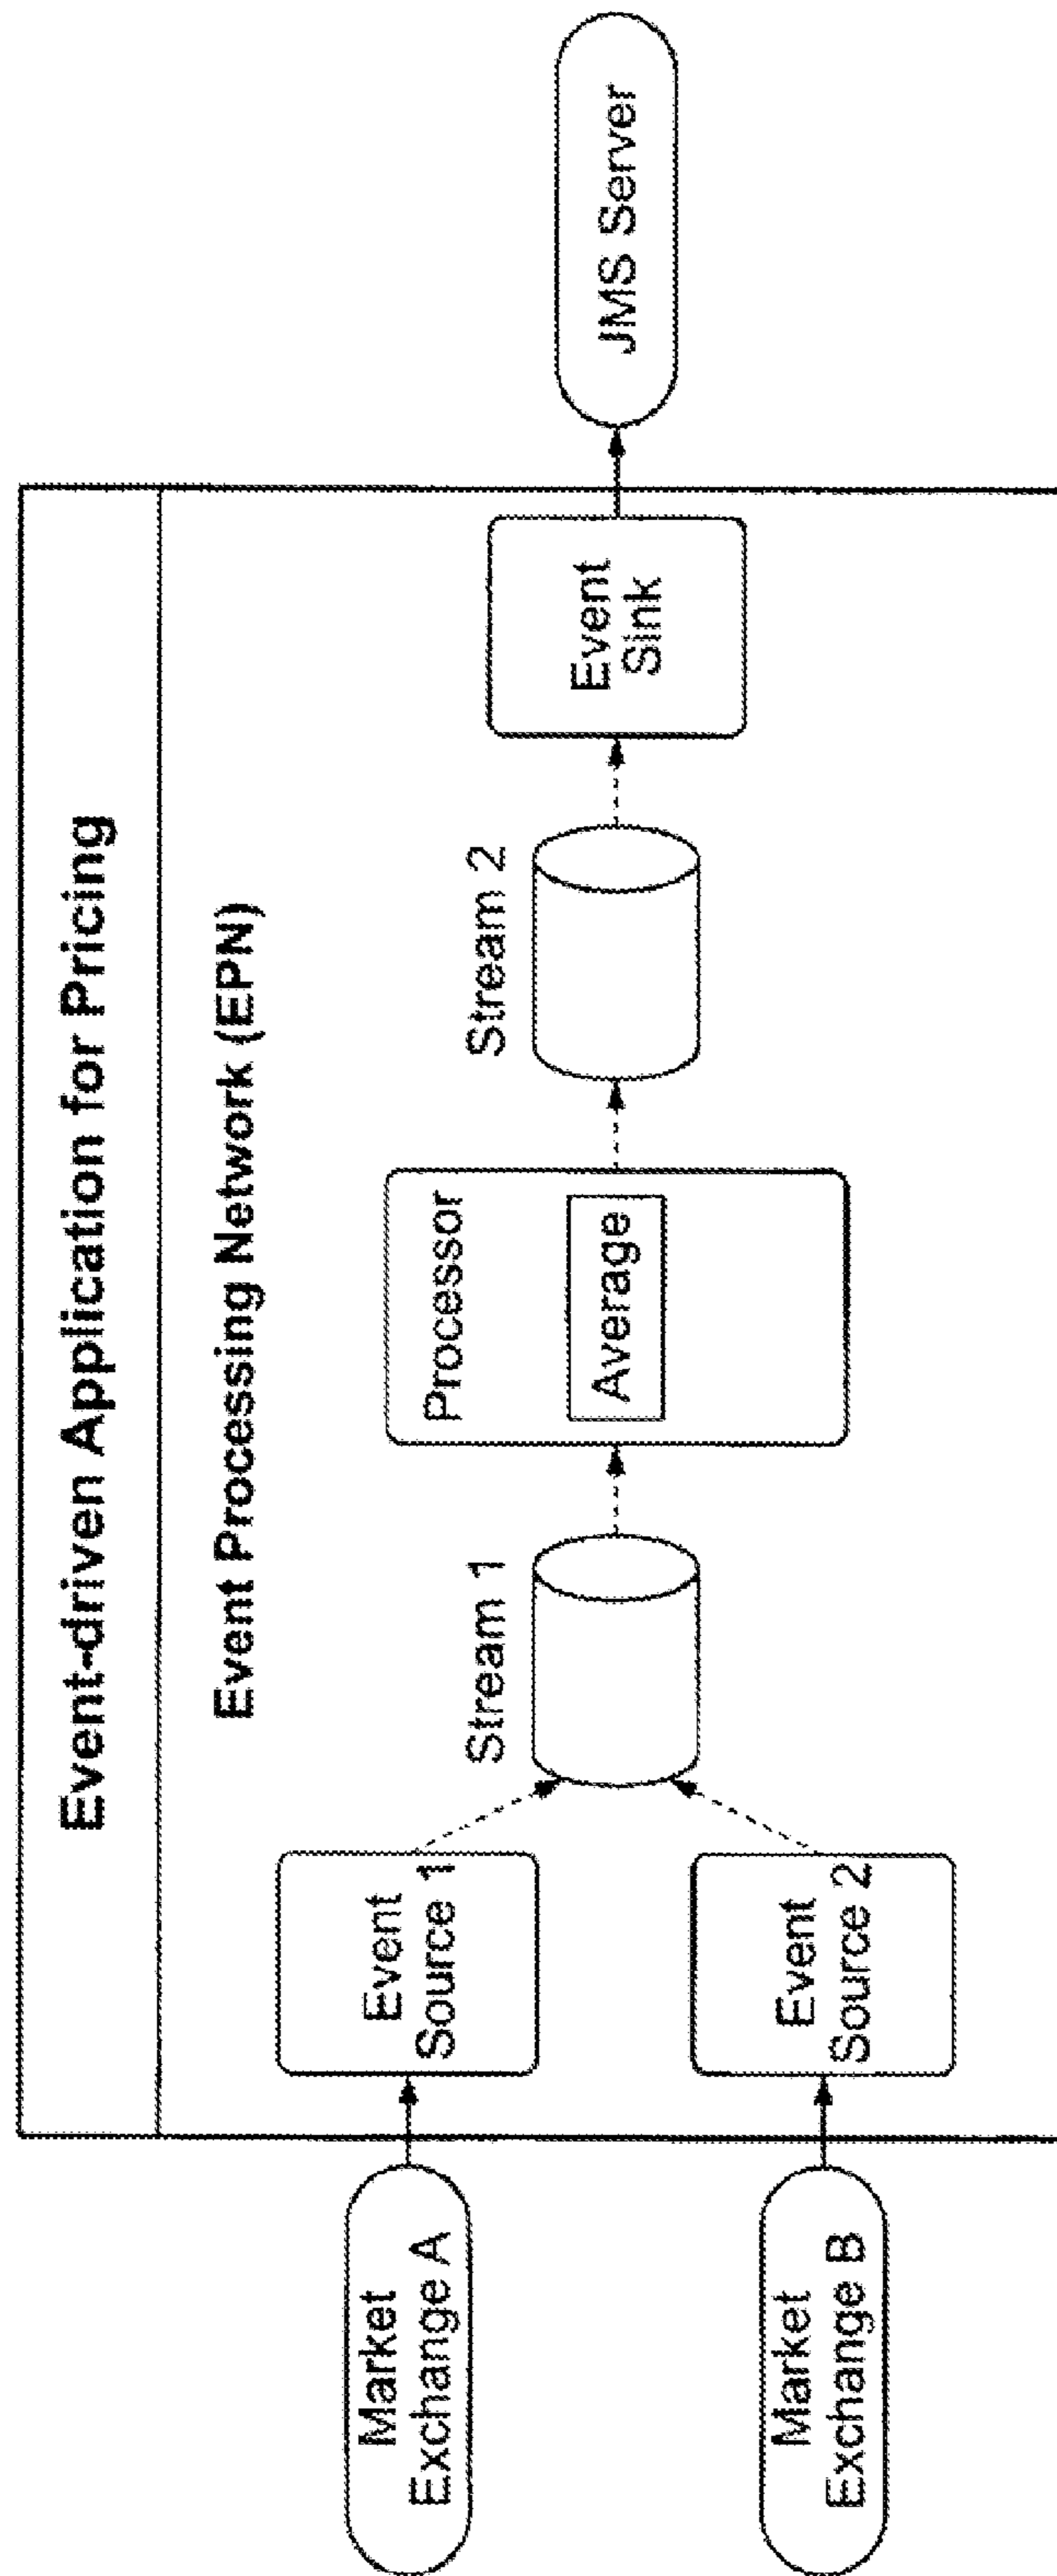 Event-driven Application for Pricing
Event Processing Network (EPN)
Market
Exchange A
Event
Source 1
Market
Exchange B
Event
Source 2
Stream 1
Processor
Average
Stream 2
Event
Sink
JMS Server